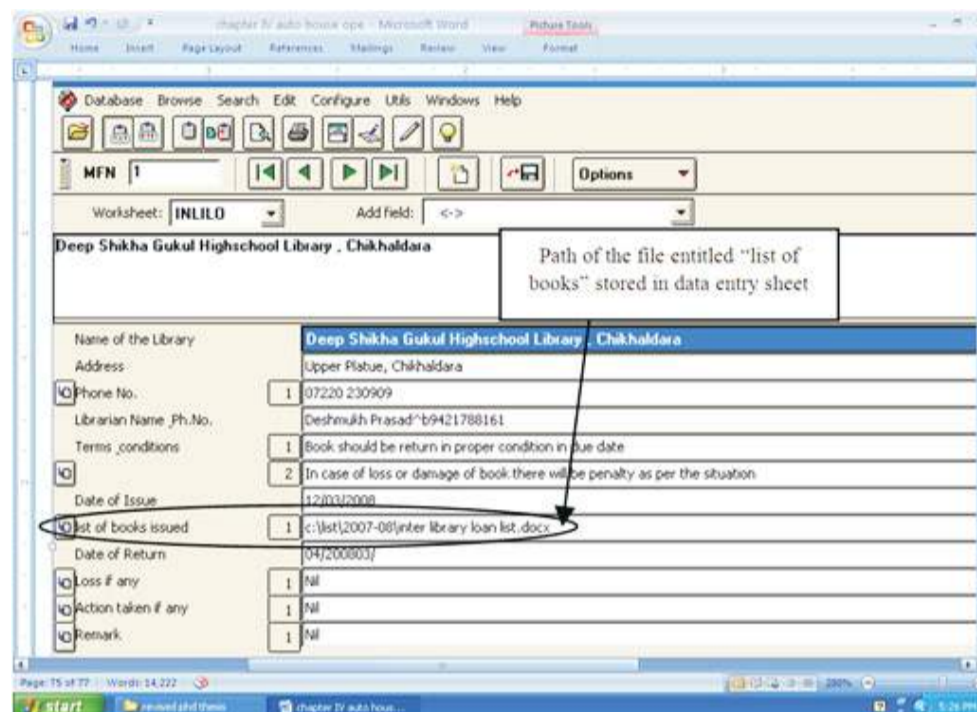 chapter IV auto house ope - Microsoft Word Picture Tools
Home Insert Page Layout References Mailings Review View Format
Database Browse Search Edit Configure Utils Windows Help
MFN 1 Options
Worksheet: INLILO Add field: <->
Deep Shikha Gukul Highschool Library , Chikhaldara
Path of the file entitled “list of
books” stored in data entry sheet
Name of the Library Deep Shikha Gukul Highschool Library , Chikhaldara
Address Upper Platue, Chikhaldara
Phone No. 1 07220 230909
Librarian Name ,Ph.No. Deshmukh Prasad^b9421788161
Terms ,conditions 1 Book should be return in proper condition in due date
2 In case of loss or damage of book there will be penalty as per the situation
Date of Issue 12/03/2008
list of books issued 1 c:\list\2007-08\inter library loan list.docx
Date of Return 04/200803/
Loss if any 1 Nil
Action taken if any 1 Nil
Remark 1 Nil
Page: 75 of 77 Words: 14,222 200%
start revised phd thesis chapter IV auto hous... 5:26 PM